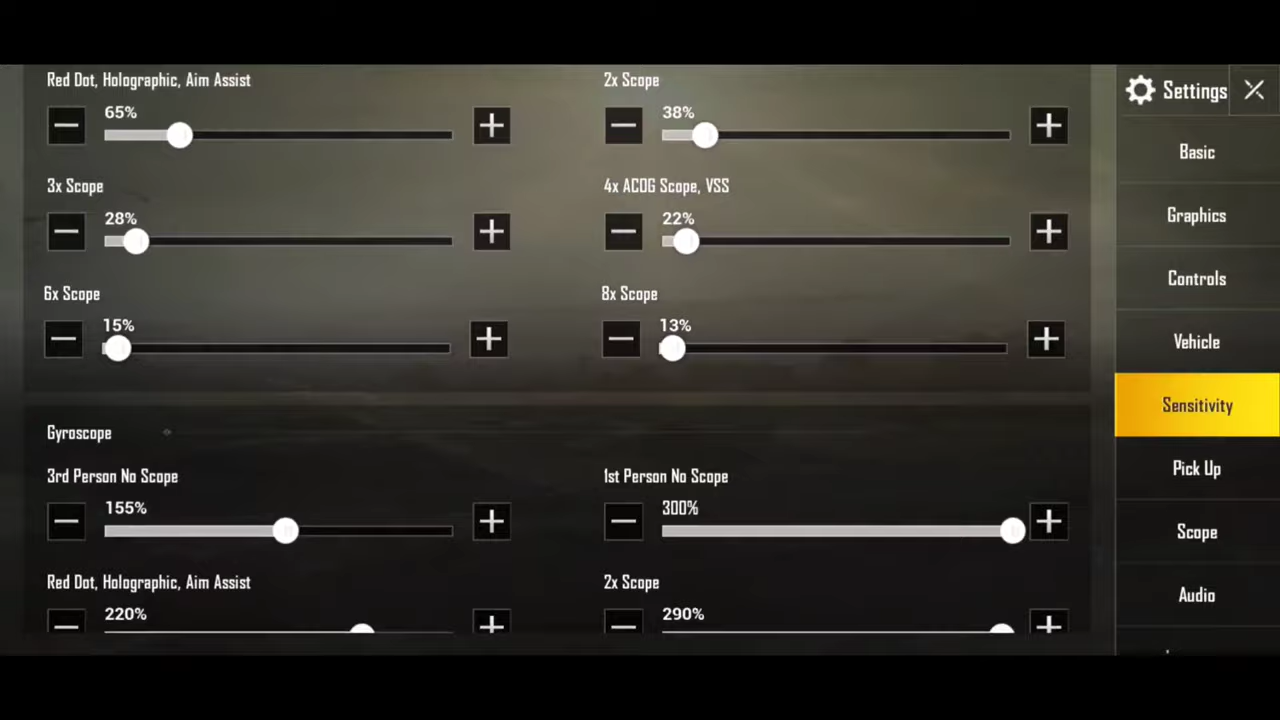 Red Dot, Holographic, Aim Assist
65%
2x Scope
38%
3x Scope
28%
4x ACOG Scope, VSS
22%
6x Scope
15%
8x Scope
13%
Gyroscope
3rd Person No Scope
155%
1st Person No Scope
300%
Red Dot, Holographic, Aim Assist
220%
2x Scope
290%
Settings
Basic
Graphics
Controls
Vehicle
Sensitivity
Pick Up
Scope
Audio